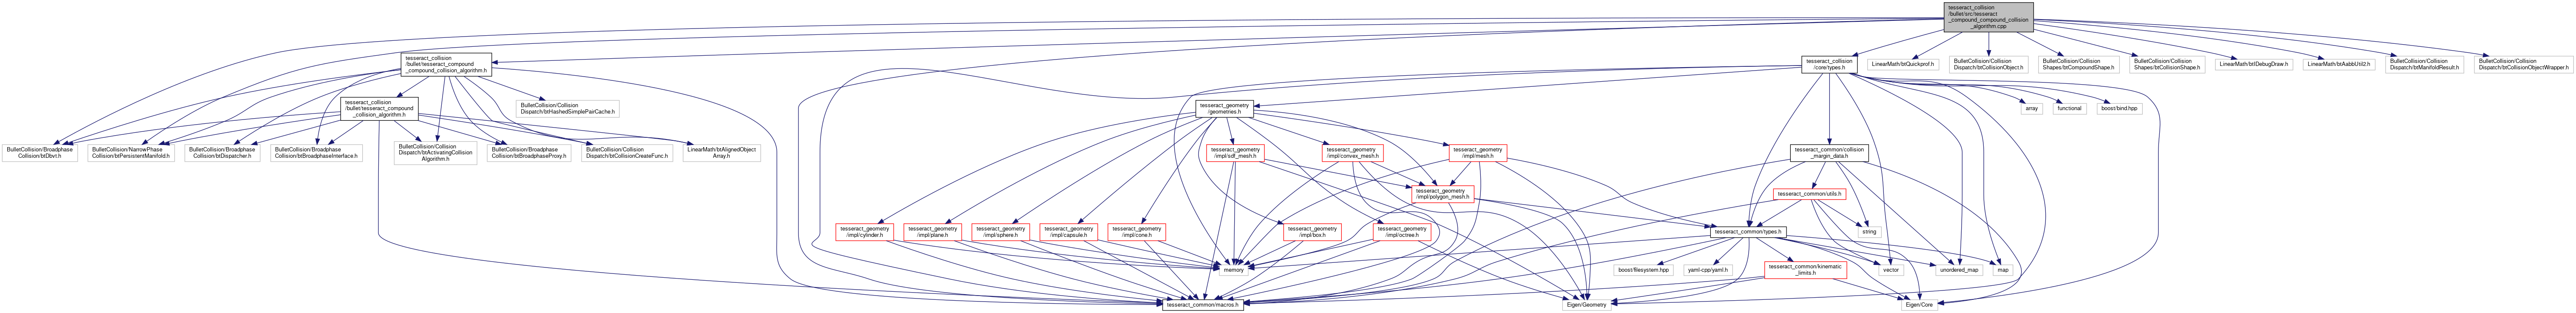 tesseract_collision
/bullet/src/tesseract
_compound_compound_collision
_algorithm.cpp
tesseract_collision
/bullet/tesseract_compound
_compound_collision_algorithm.h
tesseract_collision
/core/types.h
LinearMath/btQuickprof.h
BulletCollision/Collision
Dispatch/btCollisionObject.h
BulletCollision/Collision
Shapes/btCompoundShape.h
BulletCollision/Collision
Shapes/btCollisionShape.h
LinearMath/btIDebugDraw.h
LinearMath/btAabbUtil2.h
BulletCollision/Collision
Dispatch/btManifoldResult.h
BulletCollision/Collision
Dispatch/btCollisionObjectWrapper.h
tesseract_collision
/bullet/tesseract_compound
_collision_algorithm.h
BulletCollision/Collision
Dispatch/btHashedSimplePairCache.h
tesseract_geometry
/geometries.h
array
functional
boost/bind.hpp
BulletCollision/Broadphase
Collision/btDbvt.h
BulletCollision/NarrowPhase
Collision/btPersistentManifold.h
BulletCollision/Broadphase
Collision/btDispatcher.h
BulletCollision/Broadphase
Collision/btBroadphaseInterface.h
BulletCollision/Collision
Dispatch/btActivatingCollision
Algorithm.h
BulletCollision/Broadphase
Collision/btBroadphaseProxy.h
BulletCollision/Collision
Dispatch/btCollisionCreateFunc.h
LinearMath/btAlignedObject
Array.h
tesseract_geometry
/impl/sdf_mesh.h
tesseract_geometry
/impl/convex_mesh.h
tesseract_geometry
/impl/mesh.h
tesseract_common/collision
_margin_data.h
tesseract_geometry
/impl/polygon_mesh.h
tesseract_common/utils.h
tesseract_geometry
/impl/cylinder.h
tesseract_geometry
/impl/plane.h
tesseract_geometry
/impl/sphere.h
tesseract_geometry
/impl/capsule.h
tesseract_geometry
/impl/cone.h
tesseract_geometry
/impl/box.h
tesseract_geometry
/impl/octree.h
tesseract_common/types.h
string
memory
boost/filesystem.hpp
yaml-cpp/yaml.h
tesseract_common/kinematic
_limits.h
vector
unordered_map
map
tesseract_common/macros.h
Eigen/Geometry
Eigen/Core